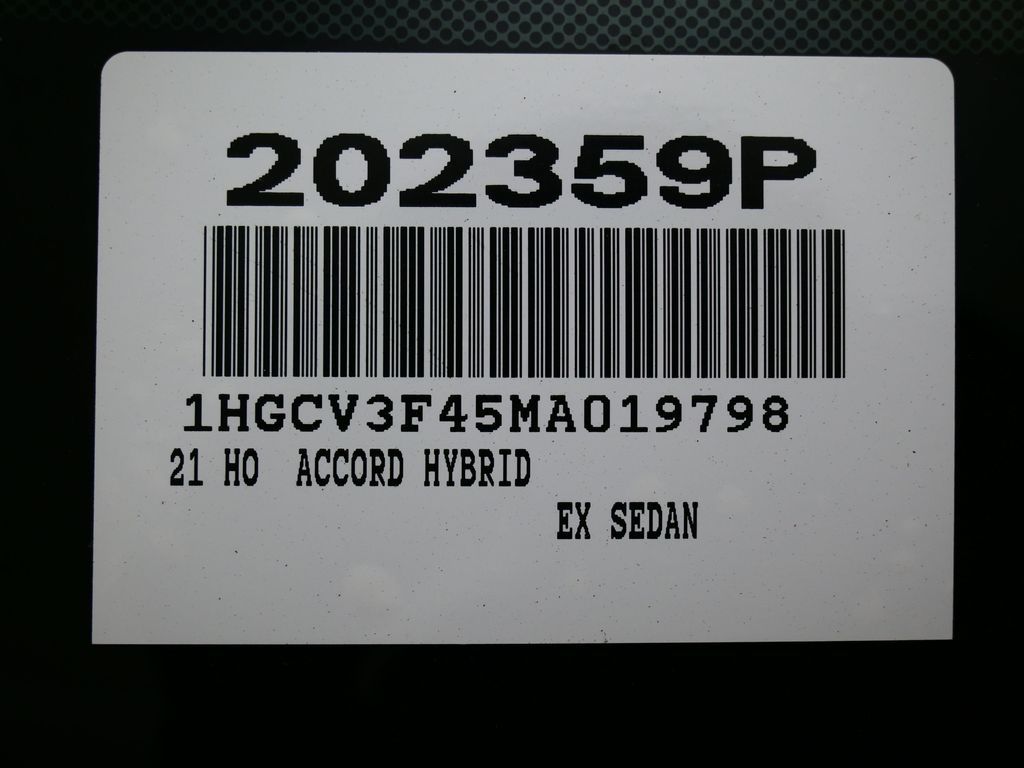 202359P
1HGCV3F45MA019798
21 HO ACCORD HYBRID
EX SEDAN